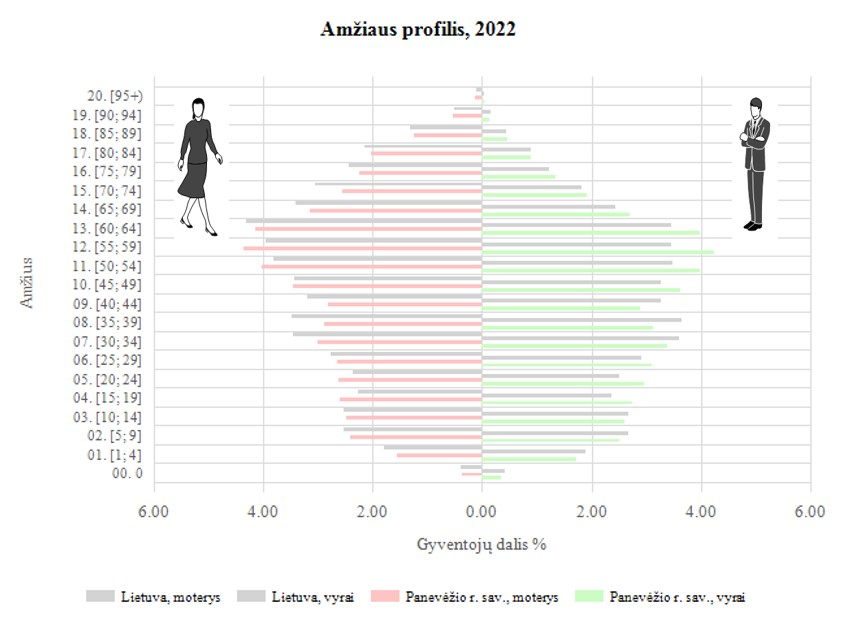 Amžiaus profilis, 2022
Amžius
20. [95+)
19. [90; 94]
18. [85; 89]
17. [80; 84]
16. [75; 79]
15. [70; 74]
14. [65; 69]
13. [60; 64]
12. [55; 59]
11. [50; 54]
10. [45; 49]
09. [40; 44]
08. [35; 39]
07. [30; 34]
06. [25; 29]
05. [20; 24]
04. [15; 19]
03. [10; 14]
02. [5; 9]
01. [1; 4]
00. 0
6.00 4.00 2.00 0.00 2.00 4.00 6.00
Gyventojų dalis %
Lietuva, moterys Lietuva, vyrai Panevėžio r. sav., moterys Panevėžio r. sav., vyrai